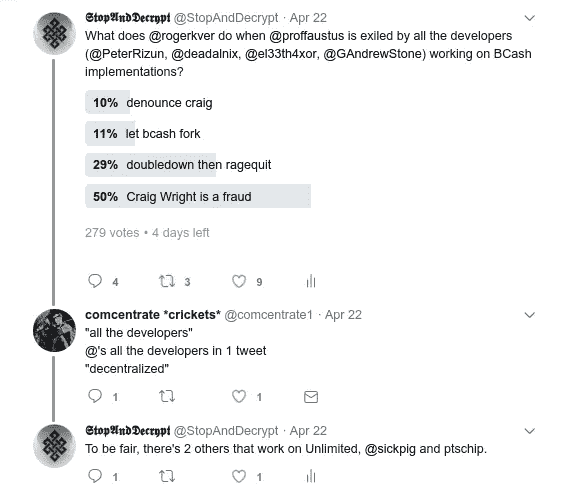 StopAndDecrypt @StopAndDecrypt · Apr 22
What does @rogerkver do when @proffaustus is exiled by all the developers
(@PeterRizun, @deadalnix, @el33th4xor, @GAndrewStone) working on BCash
implementations?
10% denounce craig
11% let bcash fork
29% doubledown then ragequit
50% Craig Wright is a fraud
279 votes • 4 days left
4 3 9
comcentrate *crickets* @comcentrate1 · Apr 22
"all the developers"
@'s all the developers in 1 tweet
"decentralized"
1 1
StopAndDecrypt @StopAndDecrypt · Apr 22
To be fair, there's 2 others that work on Unlimited, @sickpig and ptschip.
1 1